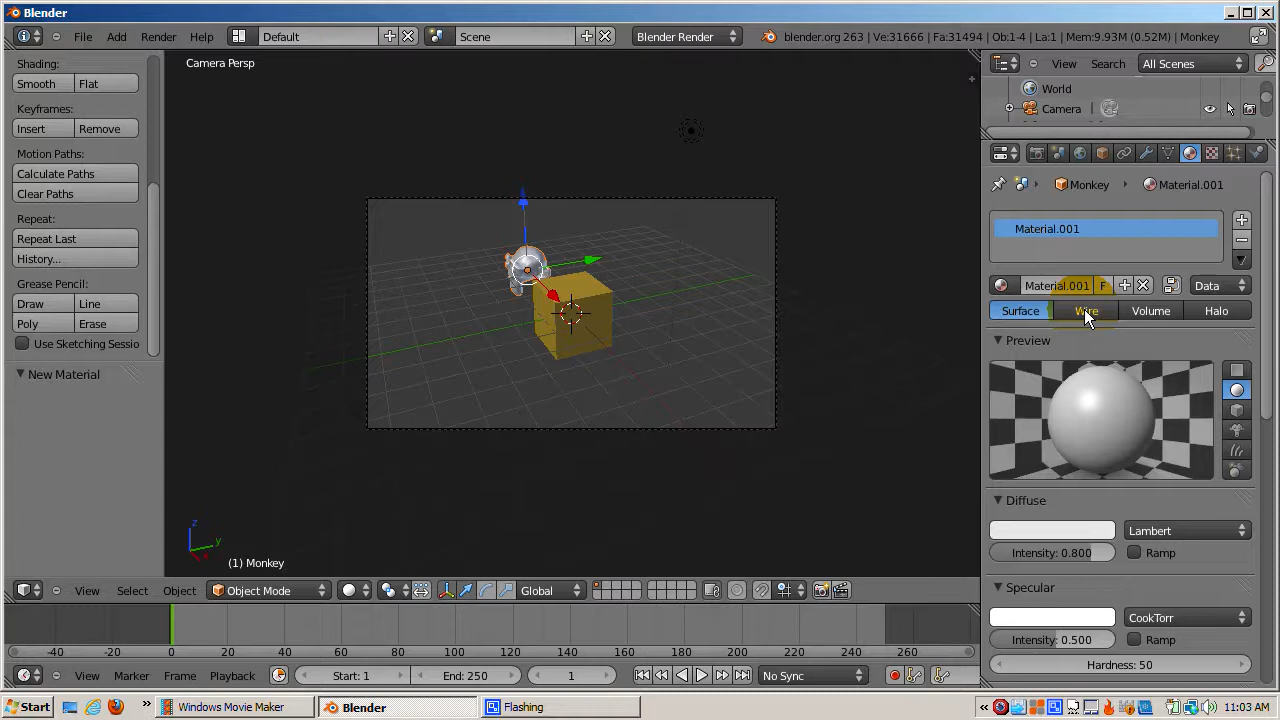 Blender
File Add Render Help Default Scene Blender Render blender.org 263 | Ve:31666 | Fa:31494 | Ob:1-4 | La:1 | Mem:9.93M (0.52M) | Monkey
Shading:
Smooth Flat
Keyframes:
Insert Remove
Motion Paths:
Calculate Paths
Clear Paths
Repeat:
Repeat Last
History...
Grease Pencil:
Draw Line
Poly Erase
Use Sketching Sessio
New Material
Camera Persp
z
y
x
(1) Monkey
View Search All Scenes
World
Camera
Monkey Material.001
Material.001
Material.001 F Data
Surface Wire Volume Halo
Preview
Diffuse
Lambert
Intensity: 0.800 Ramp
Specular
CookTorr
Intensity: 0.500 Ramp
Hardness: 50
View Select Object Object Mode Global
-40 -20 0 20 40 60 80 100 120 140 160 180 200 220 240 260
View Marker Frame Playback Start: 1 End: 250 1 No Sync
Start Windows Movie Maker Blender Flashing 11:03 AM